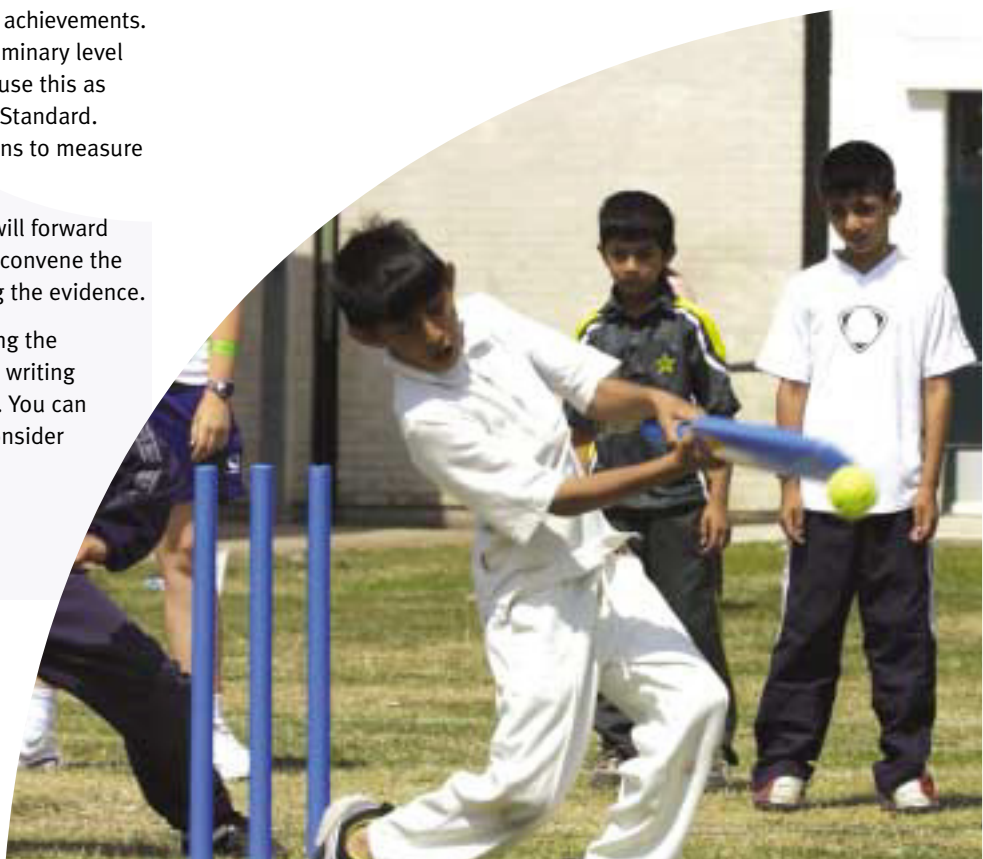 achievements.
minary level
use this as
Standard.
ns to measure
will forward
convene the
g the evidence.
ng the
writing
. You can
nsider